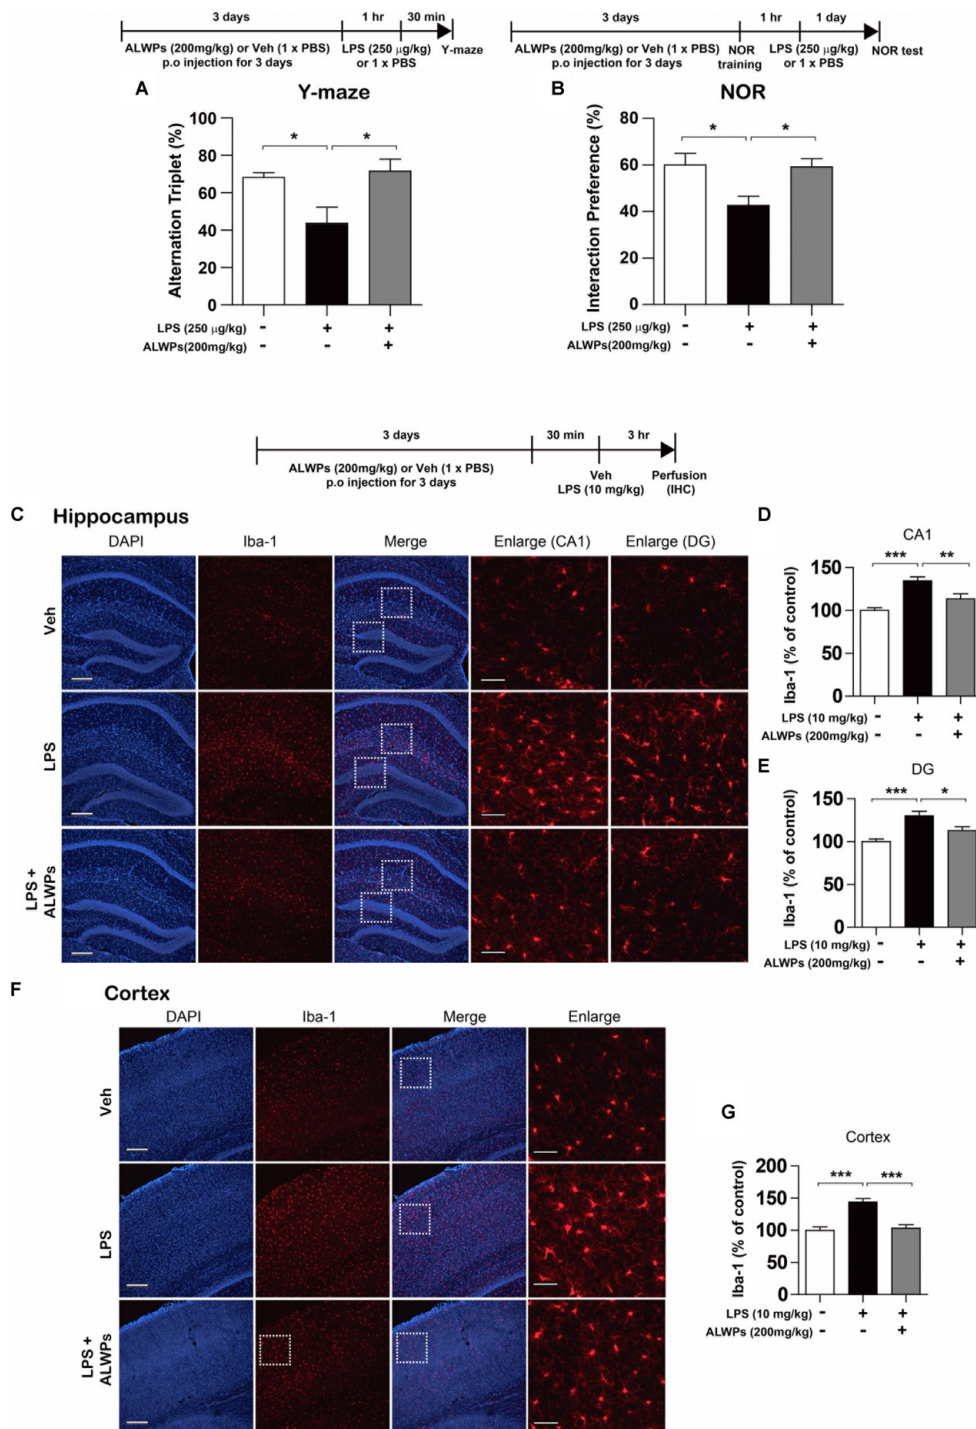 3 days 1 hr 30 min
ALWPs (200mg/kg) or Veh (1 x PBS) LPS (250 µg/kg) Y-maze
p.o injection for 3 days or 1 x PBS
3 days 1 hr 1 day
ALWPs (200mg/kg) or Veh (1 x PBS) NOR LPS (250 µg/kg) NOR test
p.o injection for 3 days training or 1 x PBS
A Y-maze
Alternation Triplet (%)
100
80
60
40
20
0
* *
LPS (250 µg/kg) - + +
ALWPs(200mg/kg) - - +
B NOR
Interaction Preference (%)
80
60
40
20
0
* *
LPS (250 µg/kg) - + +
ALWPs(200mg/kg) - - +
3 days 30 min 3 hr
ALWPs (200mg/kg) or Veh (1 x PBS) Veh Perfusion
p.o injection for 3 days LPS (10 mg/kg) (IHC)
C Hippocampus
DAPI Iba-1 Merge Enlarge (CA1) Enlarge (DG)
Veh
LPS
LPS +
ALWPs
D CA1
Iba-1 (% of control)
150
100
50
0
*** **
LPS (10 mg/kg) - + +
ALWPs (200mg/kg) - - +
E DG
Iba-1 (% of control)
150
100
50
0
*** *
LPS (10 mg/kg) - + +
ALWPs (200mg/kg) - - +
F Cortex
DAPI Iba-1 Merge Enlarge
Veh
LPS
LPS +
ALWPs
G Cortex
Iba-1 (% of control)
200
150
100
50
0
*** ***
LPS (10 mg/kg) - + +
ALWPs (200mg/kg) - - +